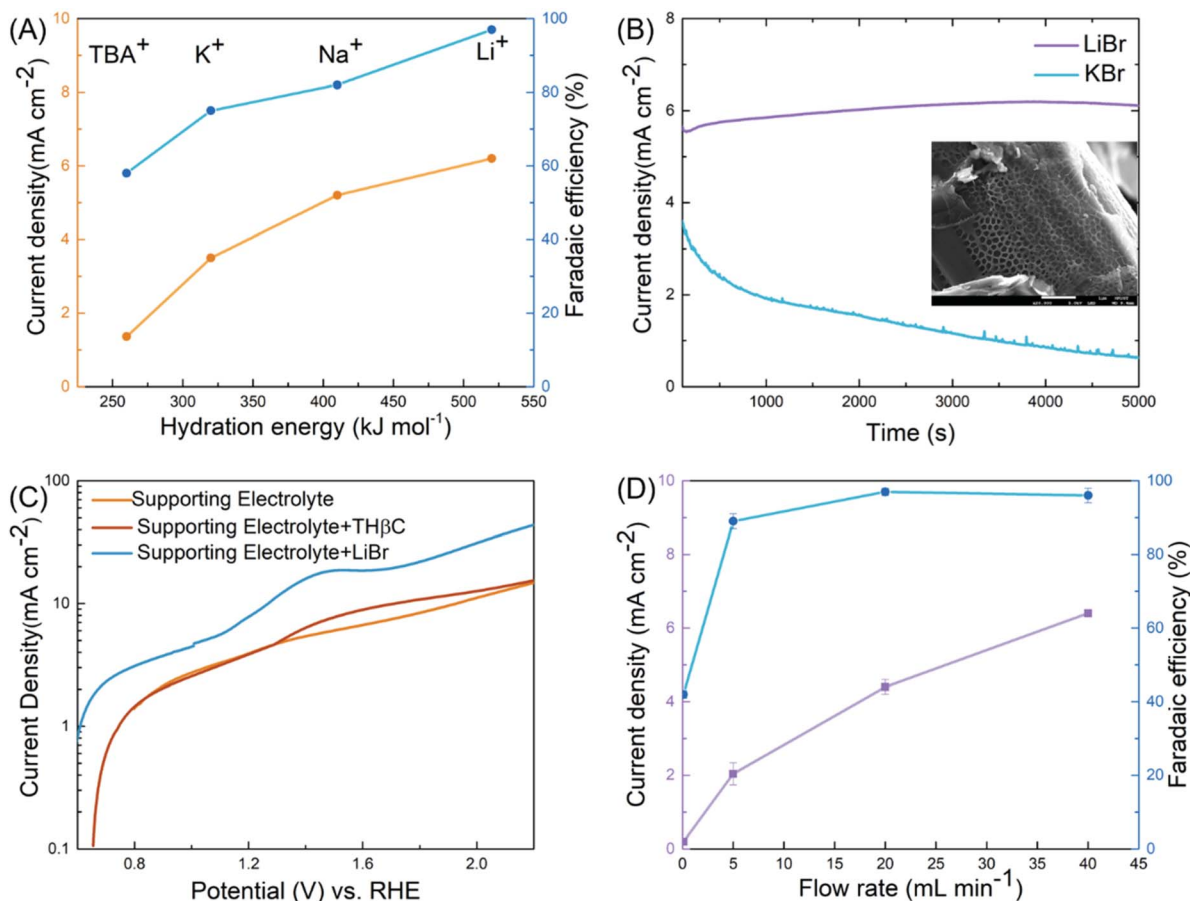 (A)
TBA+
K+
Na+
Li+
Current density(mA cm-2)
10
8
6
4
2
0
Faradaic efficiency (%)
100
80
60
40
20
0
250
300
350
400
450
500
550
Hydration energy (kJ mol-1)
(B)
LiBr
KBr
Current density(mA cm-2)
8
6
4
2
0
1000
2000
3000
4000
5000
Time (s)
(C)
Supporting Electrolyte
Supporting Electrolyte+THβC
Supporting Electrolyte+LiBr
Current Density(mA cm-2)
100
10
1
0.1
0.8
1.2
1.6
2.0
Potential (V) vs. RHE
(D)
Current density (mA cm-2)
10
8
6
4
2
0
Faradaic efficiency (%)
100
80
60
40
20
0
0
5
10
15
20
25
30
35
40
45
Flow rate (mL min-1)